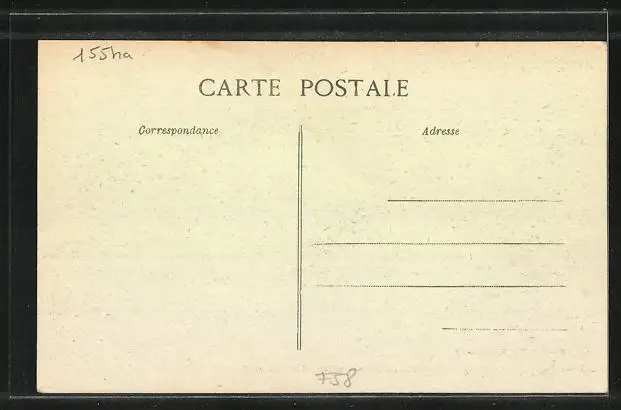 155ha
CARTE POSTALE
Correspondance
Adresse
758